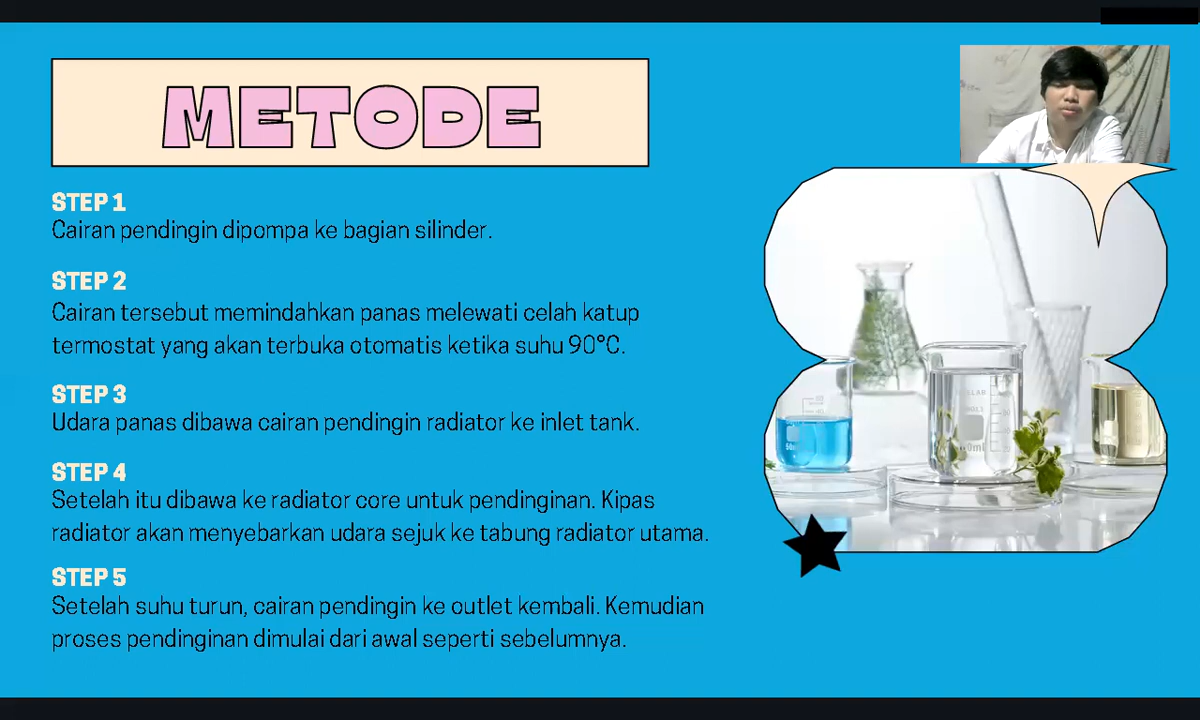 METODE
STEP 1
Cairan pendingin dipompa ke bagian silinder.
STEP 2
Cairan tersebut memindahkan panas melewati celah katup
termostat yang akan terbuka otomatis ketika suhu 90°C.
STEP 3
Udara panas dibawa cairan pendingin radiator ke inlet tank.
STEP 4
Setelah itu dibawa ke radiator core untuk pendinginan. Kipas
radiator akan menyebarkan udara sejuk ke tabung radiator utama.
STEP 5
Setelah suhu turun, cairan pendingin ke outlet kembali. Kemudian
proses pendinginan dimulai dari awal seperti sebelumnya.